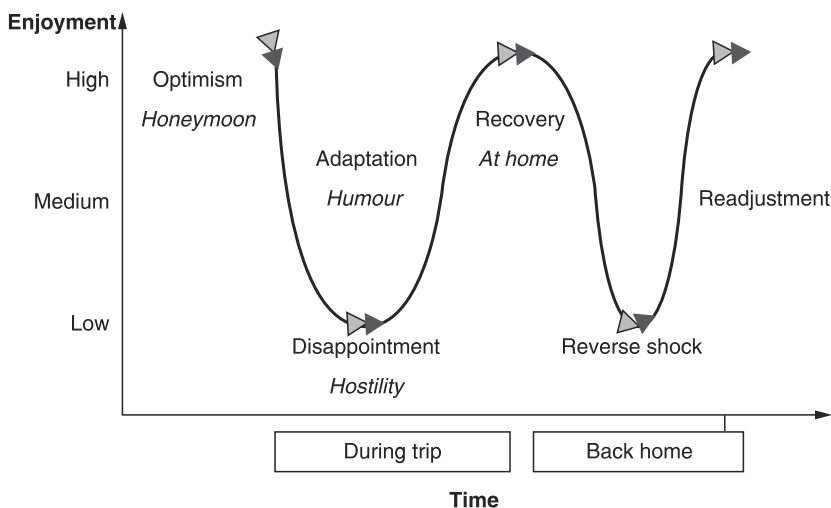 Enjoyment
High
Optimism
Honeymoon
Adaptation
Humour
Recovery
At home
Medium
Readjustment
Low
Disappointment
Hostility
Reverse shock
During trip
Back home
Time